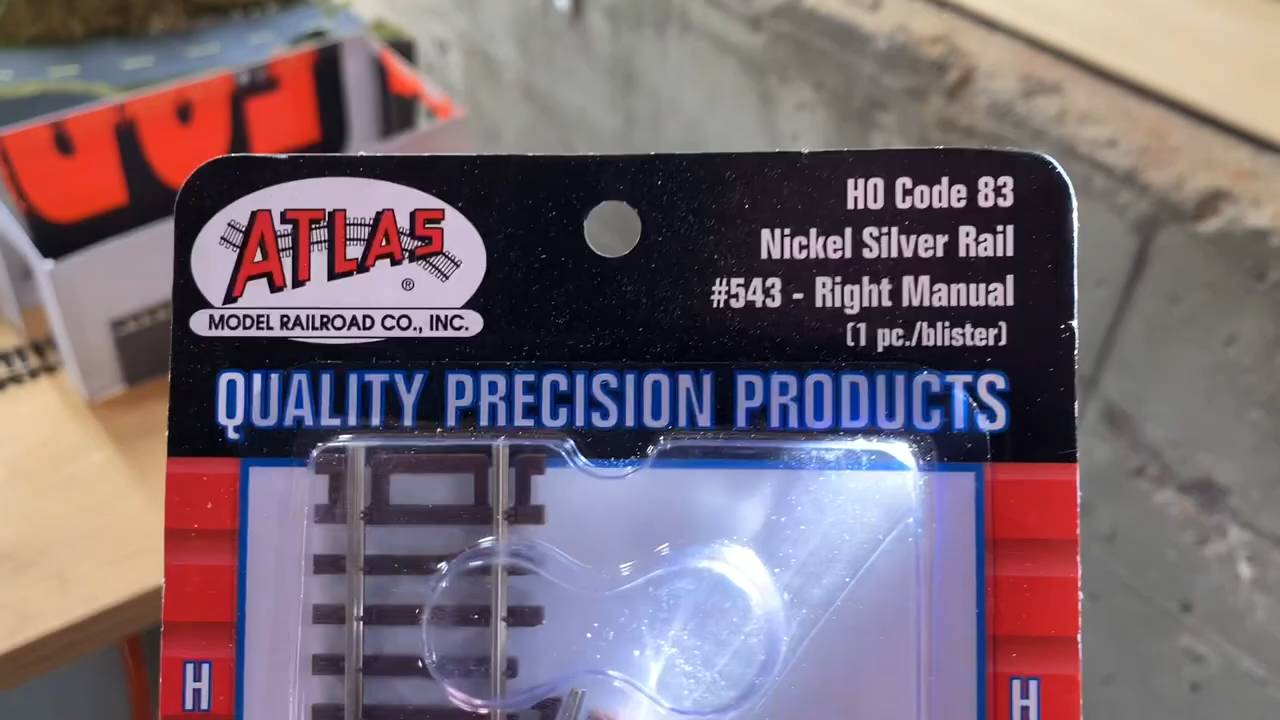 ATLAS
®
MODEL RAILROAD CO., INC.
HO Code 83
Nickel Silver Rail
#543 - Right Manual
(1 pc./blister)
QUALITY PRECISION PRODUCTS
H
H